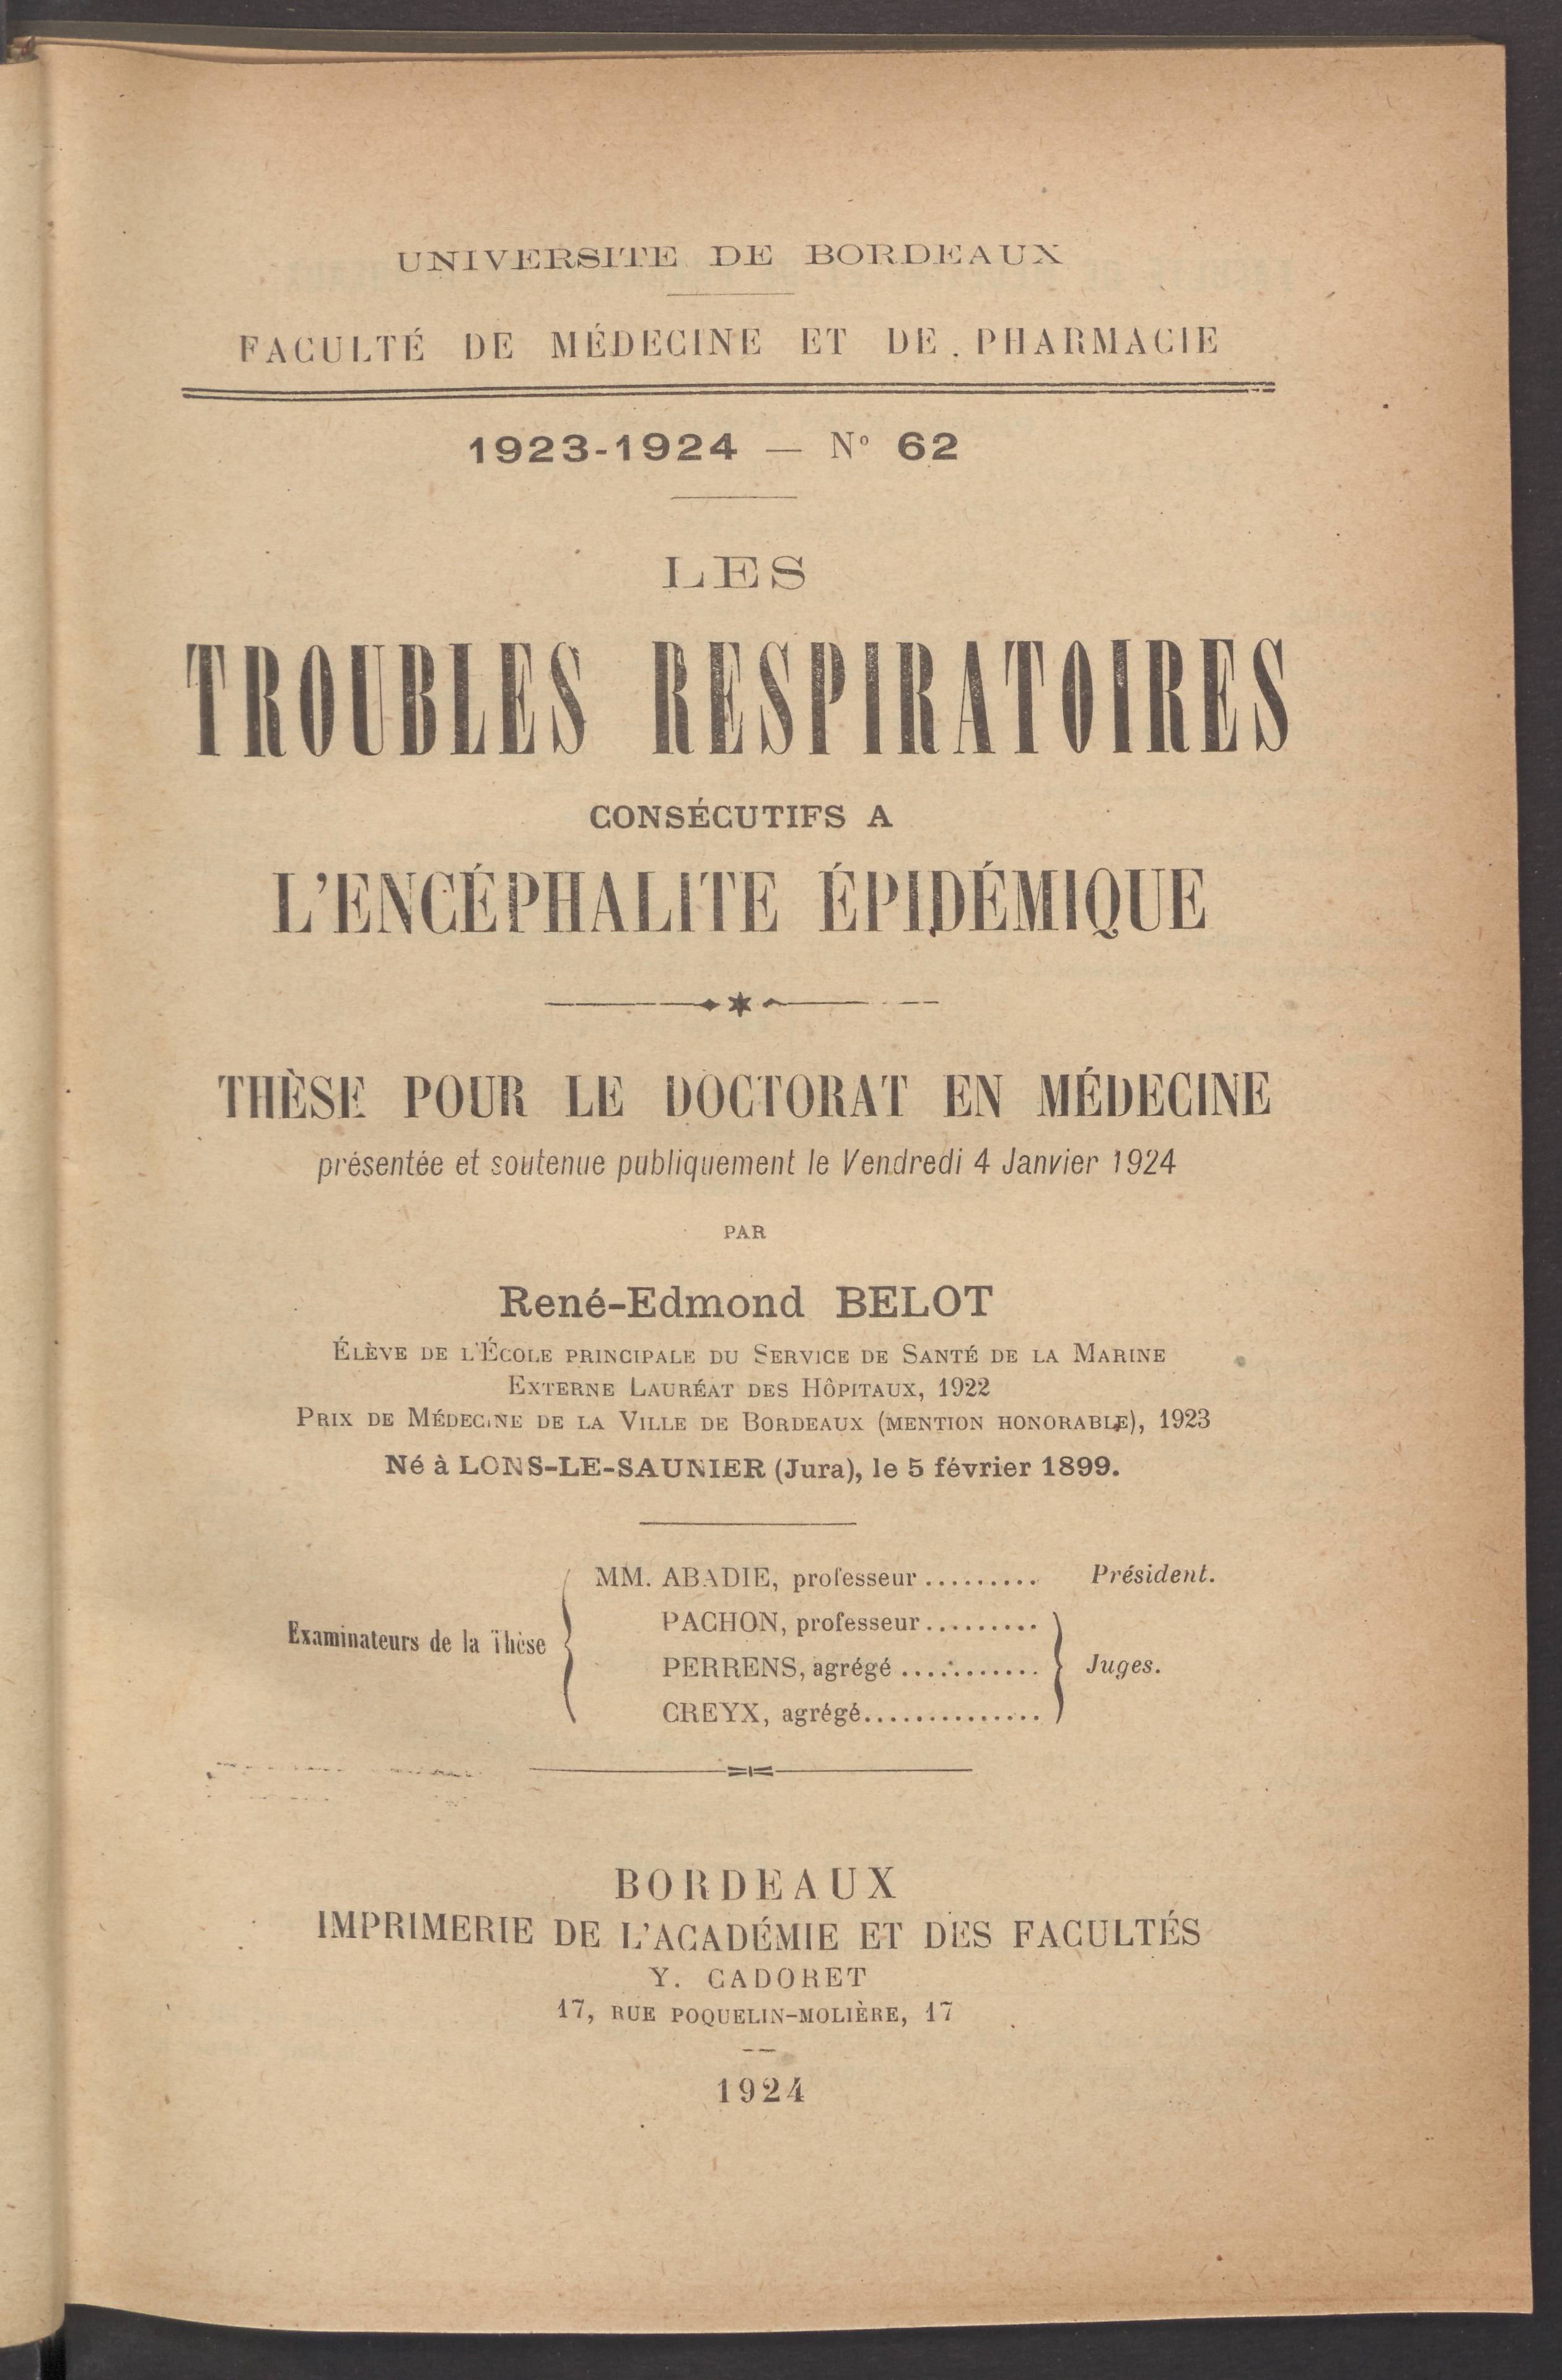 UNIVERSITE DE BORDEAUX
FACULTÉ DE MÉDECINE ET DE PHARMACIE
1923-1924 — N° 62
LES
TROUBLES RESPIRATOIRES
CONSÉCUTIFS A
L'ENCÉPHALITE ÉPIDÉMIQUE
THÈSE POUR LE DOCTORAT EN MÉDECINE
présentée et soutenue publiquement le Vendredi 4 Janvier 1924
PAR
René-Edmond BELOT
ÉLÈVE DE L'ÉCOLE PRINCIPALE DU SERVICE DE SANTÉ DE LA MARINE
EXTERNE LAURÉAT DES HÔPITAUX, 1922
PRIX DE MÉDECINE DE LA VILLE DE BORDEAUX (MENTION HONORABLE), 1923
Né à LONS-LE-SAUNIER (Jura), le 5 février 1899.
MM. ABADIE, professeur ......... Président.
PACHON, professeur.........
Examinateurs de la Thèse
PERRENS, agrégé ........... Juges.
CREYX, agrégé..............
BORDEAUX
IMPRIMERIE DE L'ACADÉMIE ET DES FACULTÉS
Y. CADORET
17, RUE POQUELIN-MOLIÈRE, 17
1924